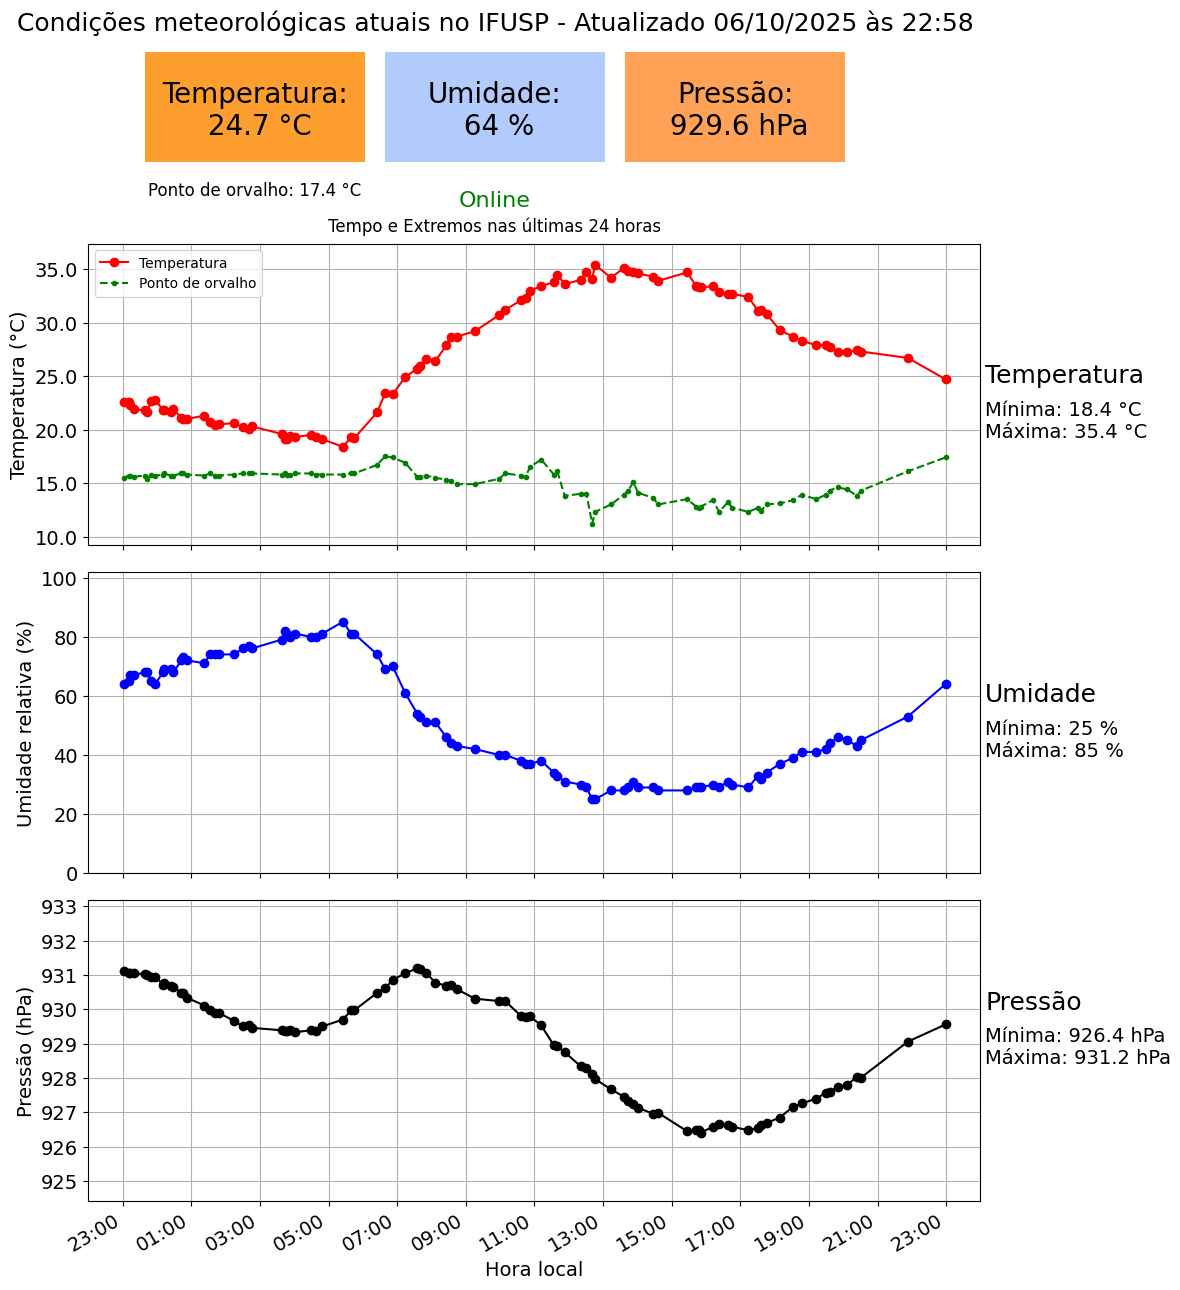 Condições meteorológicas atuais no IFUSP - Atualizado 06/10/2025 às 22:58
Temperatura:
24.7 °C
Umidade:
64 %
Pressão:
929.6 hPa
Ponto de orvalho: 17.4 °C
Online
Tempo e Extremos nas últimas 24 horas
Temperatura (°C)
35.0
30.0
25.0
20.0
15.0
10.0
Temperatura
Ponto de orvalho
Temperatura
Mínima: 18.4 °C
Máxima: 35.4 °C
Umidade relativa (%)
100
80
60
40
20
0
Umidade
Mínima: 25 %
Máxima: 85 %
Pressão (hPa)
933
932
931
930
929
928
927
926
925
Pressão
Mínima: 926.4 hPa
Máxima: 931.2 hPa
23:00 01:00 03:00 05:00 07:00 09:00 11:00 13:00 15:00 17:00 19:00 21:00 23:00
Hora local